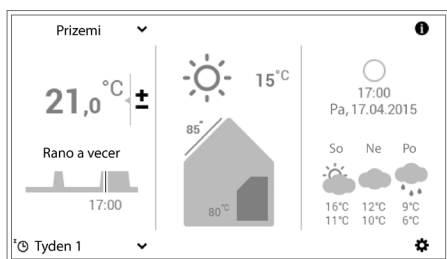 Prizemi
21,0 °C ±
Rano a vecer
17:00
z Tyden 1
15°C
85°
80°C
17:00
Pa, 17.04.2015
So Ne Po
16°C 12°C 9°C
11°C 10°C 6°C